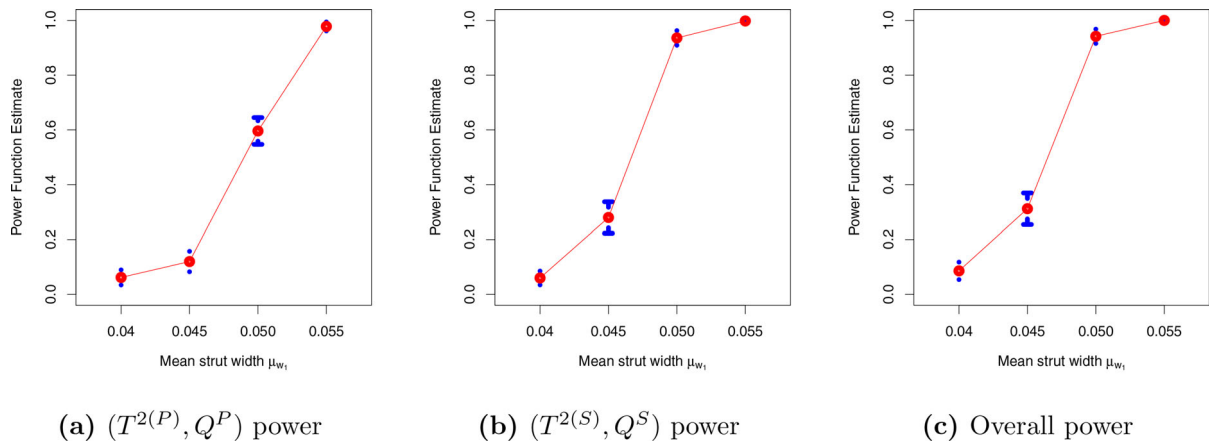 Power Function Estimate
1.0
0.8
0.6
0.4
0.2
0.0
0.04 0.045 0.050 0.055
Mean strut width μw₁
(a) (T²⁽ᴾ⁾, Qᴾ) power
Power Function Estimate
1.0
0.8
0.6
0.4
0.2
0.0
0.04 0.045 0.050 0.055
Mean strut width μw₁
(b) (T²⁽ˢ⁾, Qˢ) power
Power Function Estimate
1.0
0.8
0.6
0.4
0.2
0.0
0.04 0.045 0.050 0.055
Mean strut width μw₁
(c) Overall power